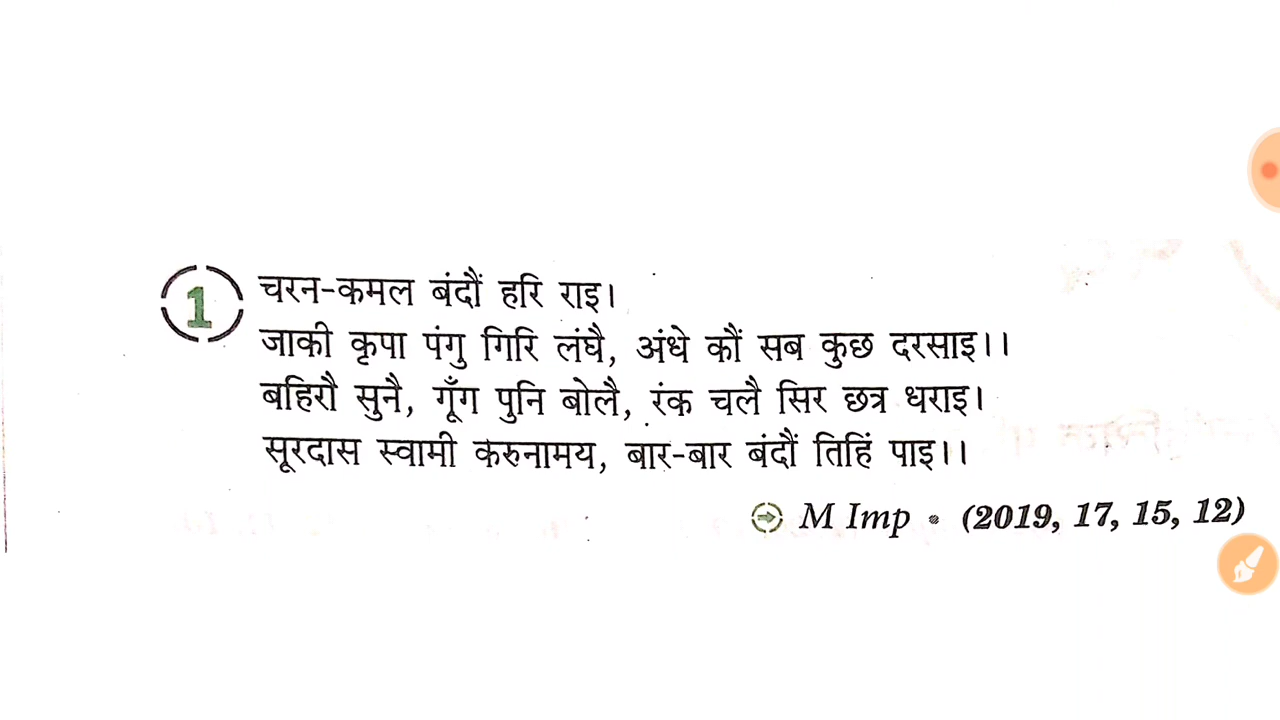 1 चरन-कमल बंदौं हरि राइ।
जाकी कृपा पंगु गिरि लंघै, अंधे कौं सब कुछ दरसाइ।।
बहिरौ सुनै, गूँग पुनि बोलै, रंक चलै सिर छत्र धराइ।
सूरदास स्वामी करुनामय, बार-बार बंदौं तिहिं पाइ।।
M Imp • (2019, 17, 15, 12)